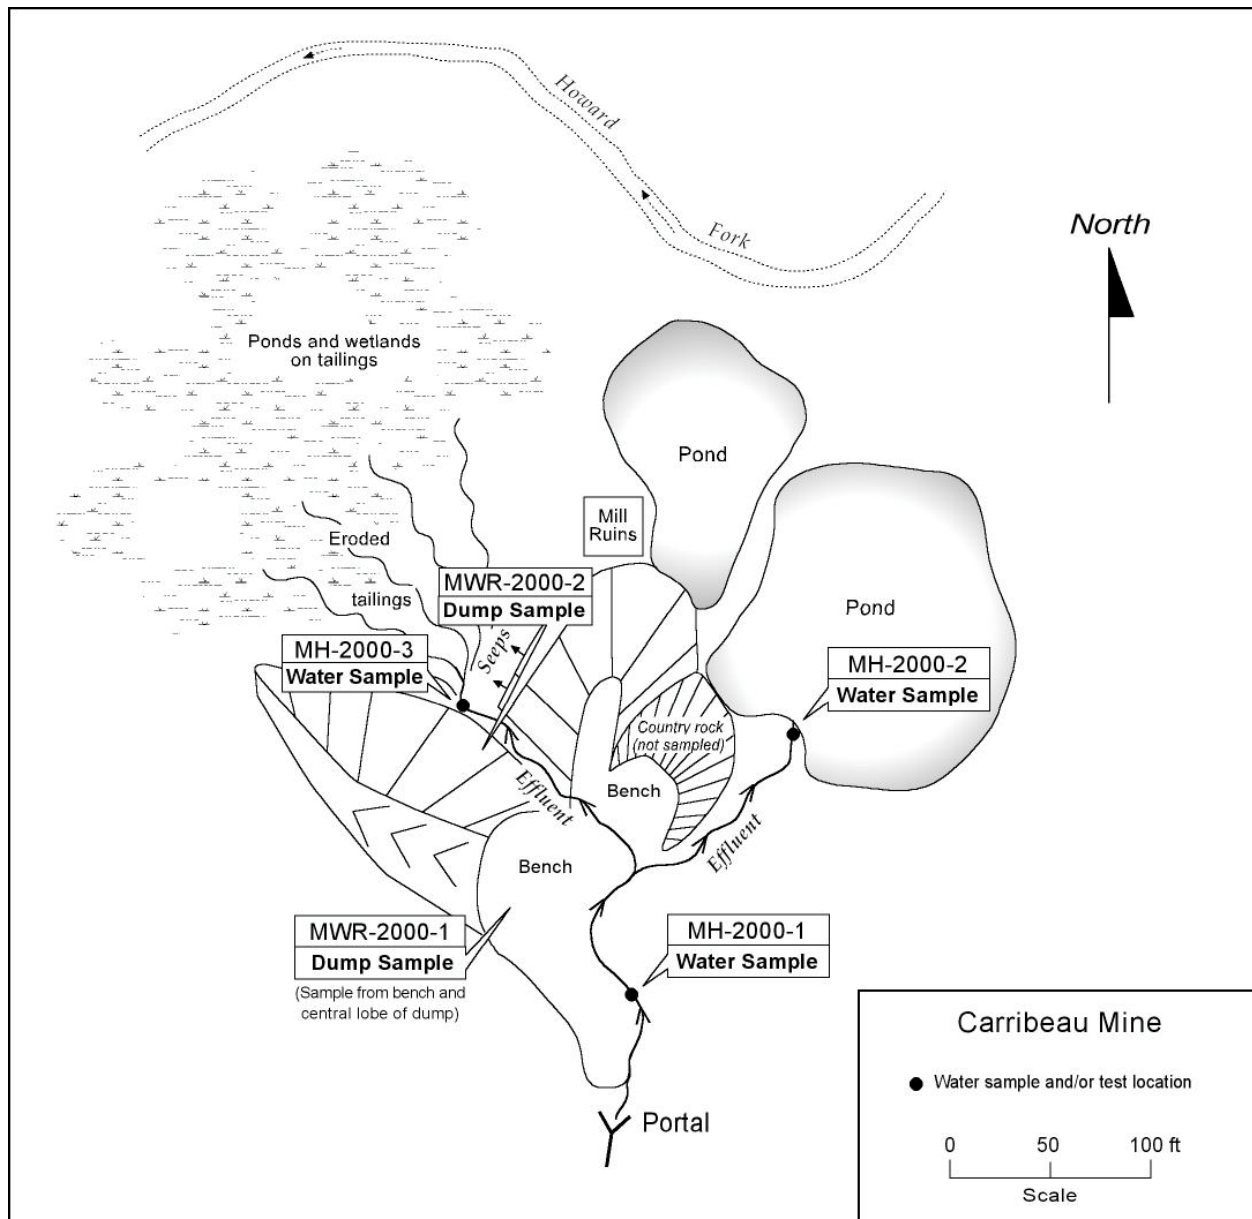 Howard
Fork
North
Ponds and wetlands
on tailings
Pond
Mill
Ruins
Eroded
tailings
MWR-2000-2
Dump Sample
Pond
Seeps
MH-2000-3
Water Sample
MH-2000-2
Water Sample
Country rock
(not sampled)
Bench
Effluent
Effluent
Bench
MWR-2000-1
Dump Sample
(Sample from bench and
central lobe of dump)
MH-2000-1
Water Sample
Portal
Carribeau Mine
Water sample and/or test location
0 50 100 ft
Scale